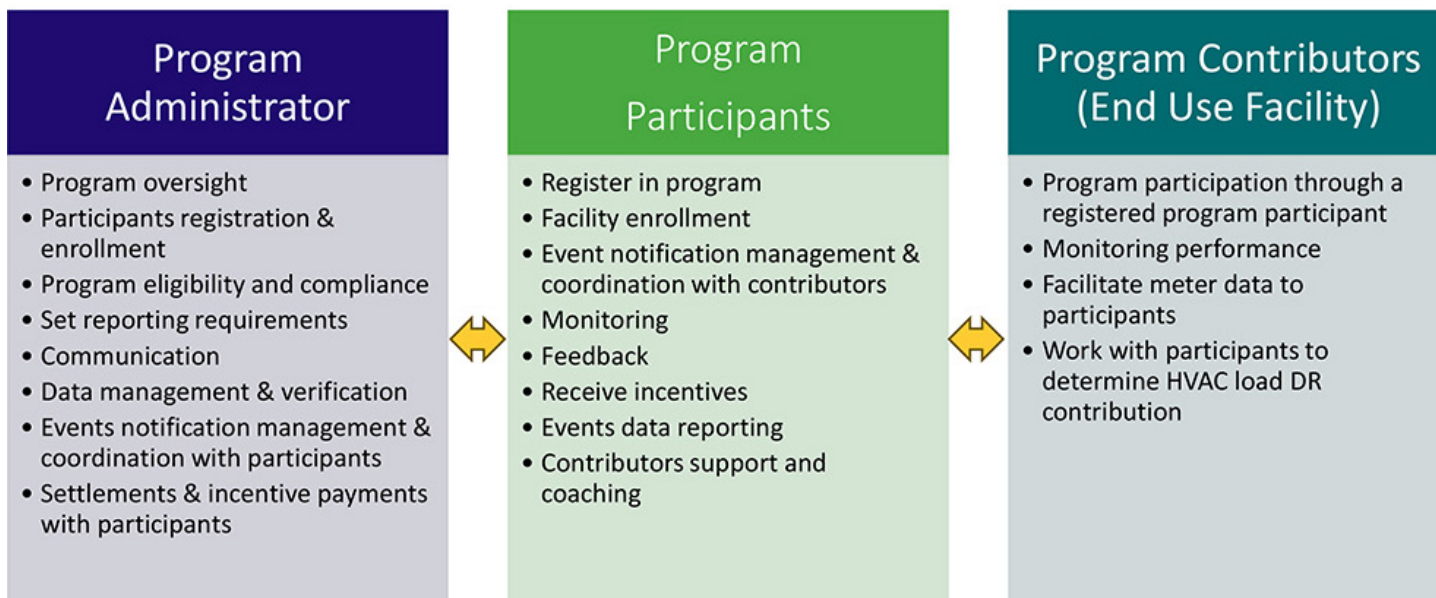 Program
Administrator
• Program oversight
• Participants registration &
enrollment
• Program eligibility and compliance
• Set reporting requirements
• Communication
• Data management & verification
• Events notification management &
coordination with participants
• Settlements & incentive payments
with participants
Program
Participants
• Register in program
• Facility enrollment
• Event notification management &
coordination with contributors
• Monitoring
• Feedback
• Receive incentives
• Events data reporting
• Contributors support and
coaching
Program Contributors
(End Use Facility)
• Program participation through a
registered program participant
• Monitoring performance
• Facilitate meter data to
participants
• Work with participants to
determine HVAC load DR
contribution